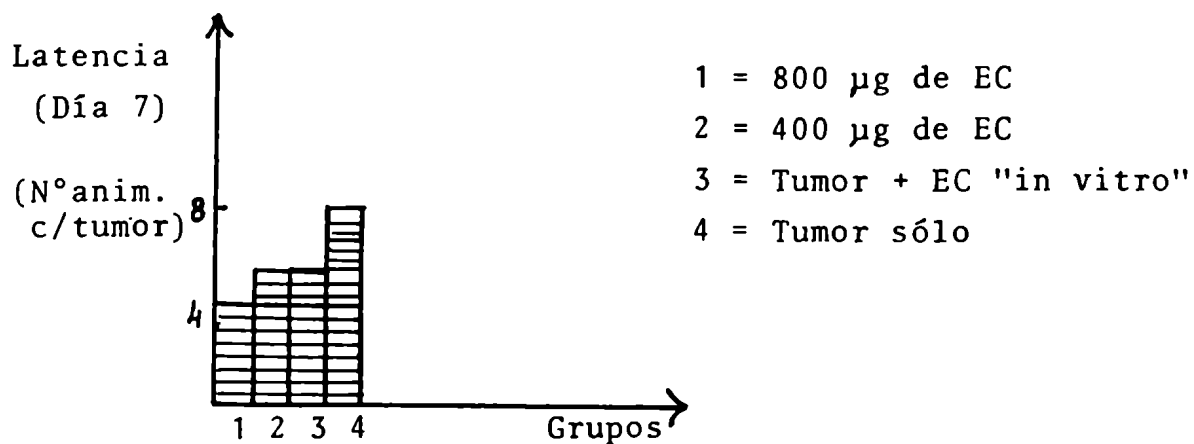 Latencia
(Día 7)
(N°anim.
c/tumor)
8
4
1 2 3 4 Grupos
1 = 800 µg de EC
2 = 400 µg de EC
3 = Tumor + EC "in vitro"
4 = Tumor sólo